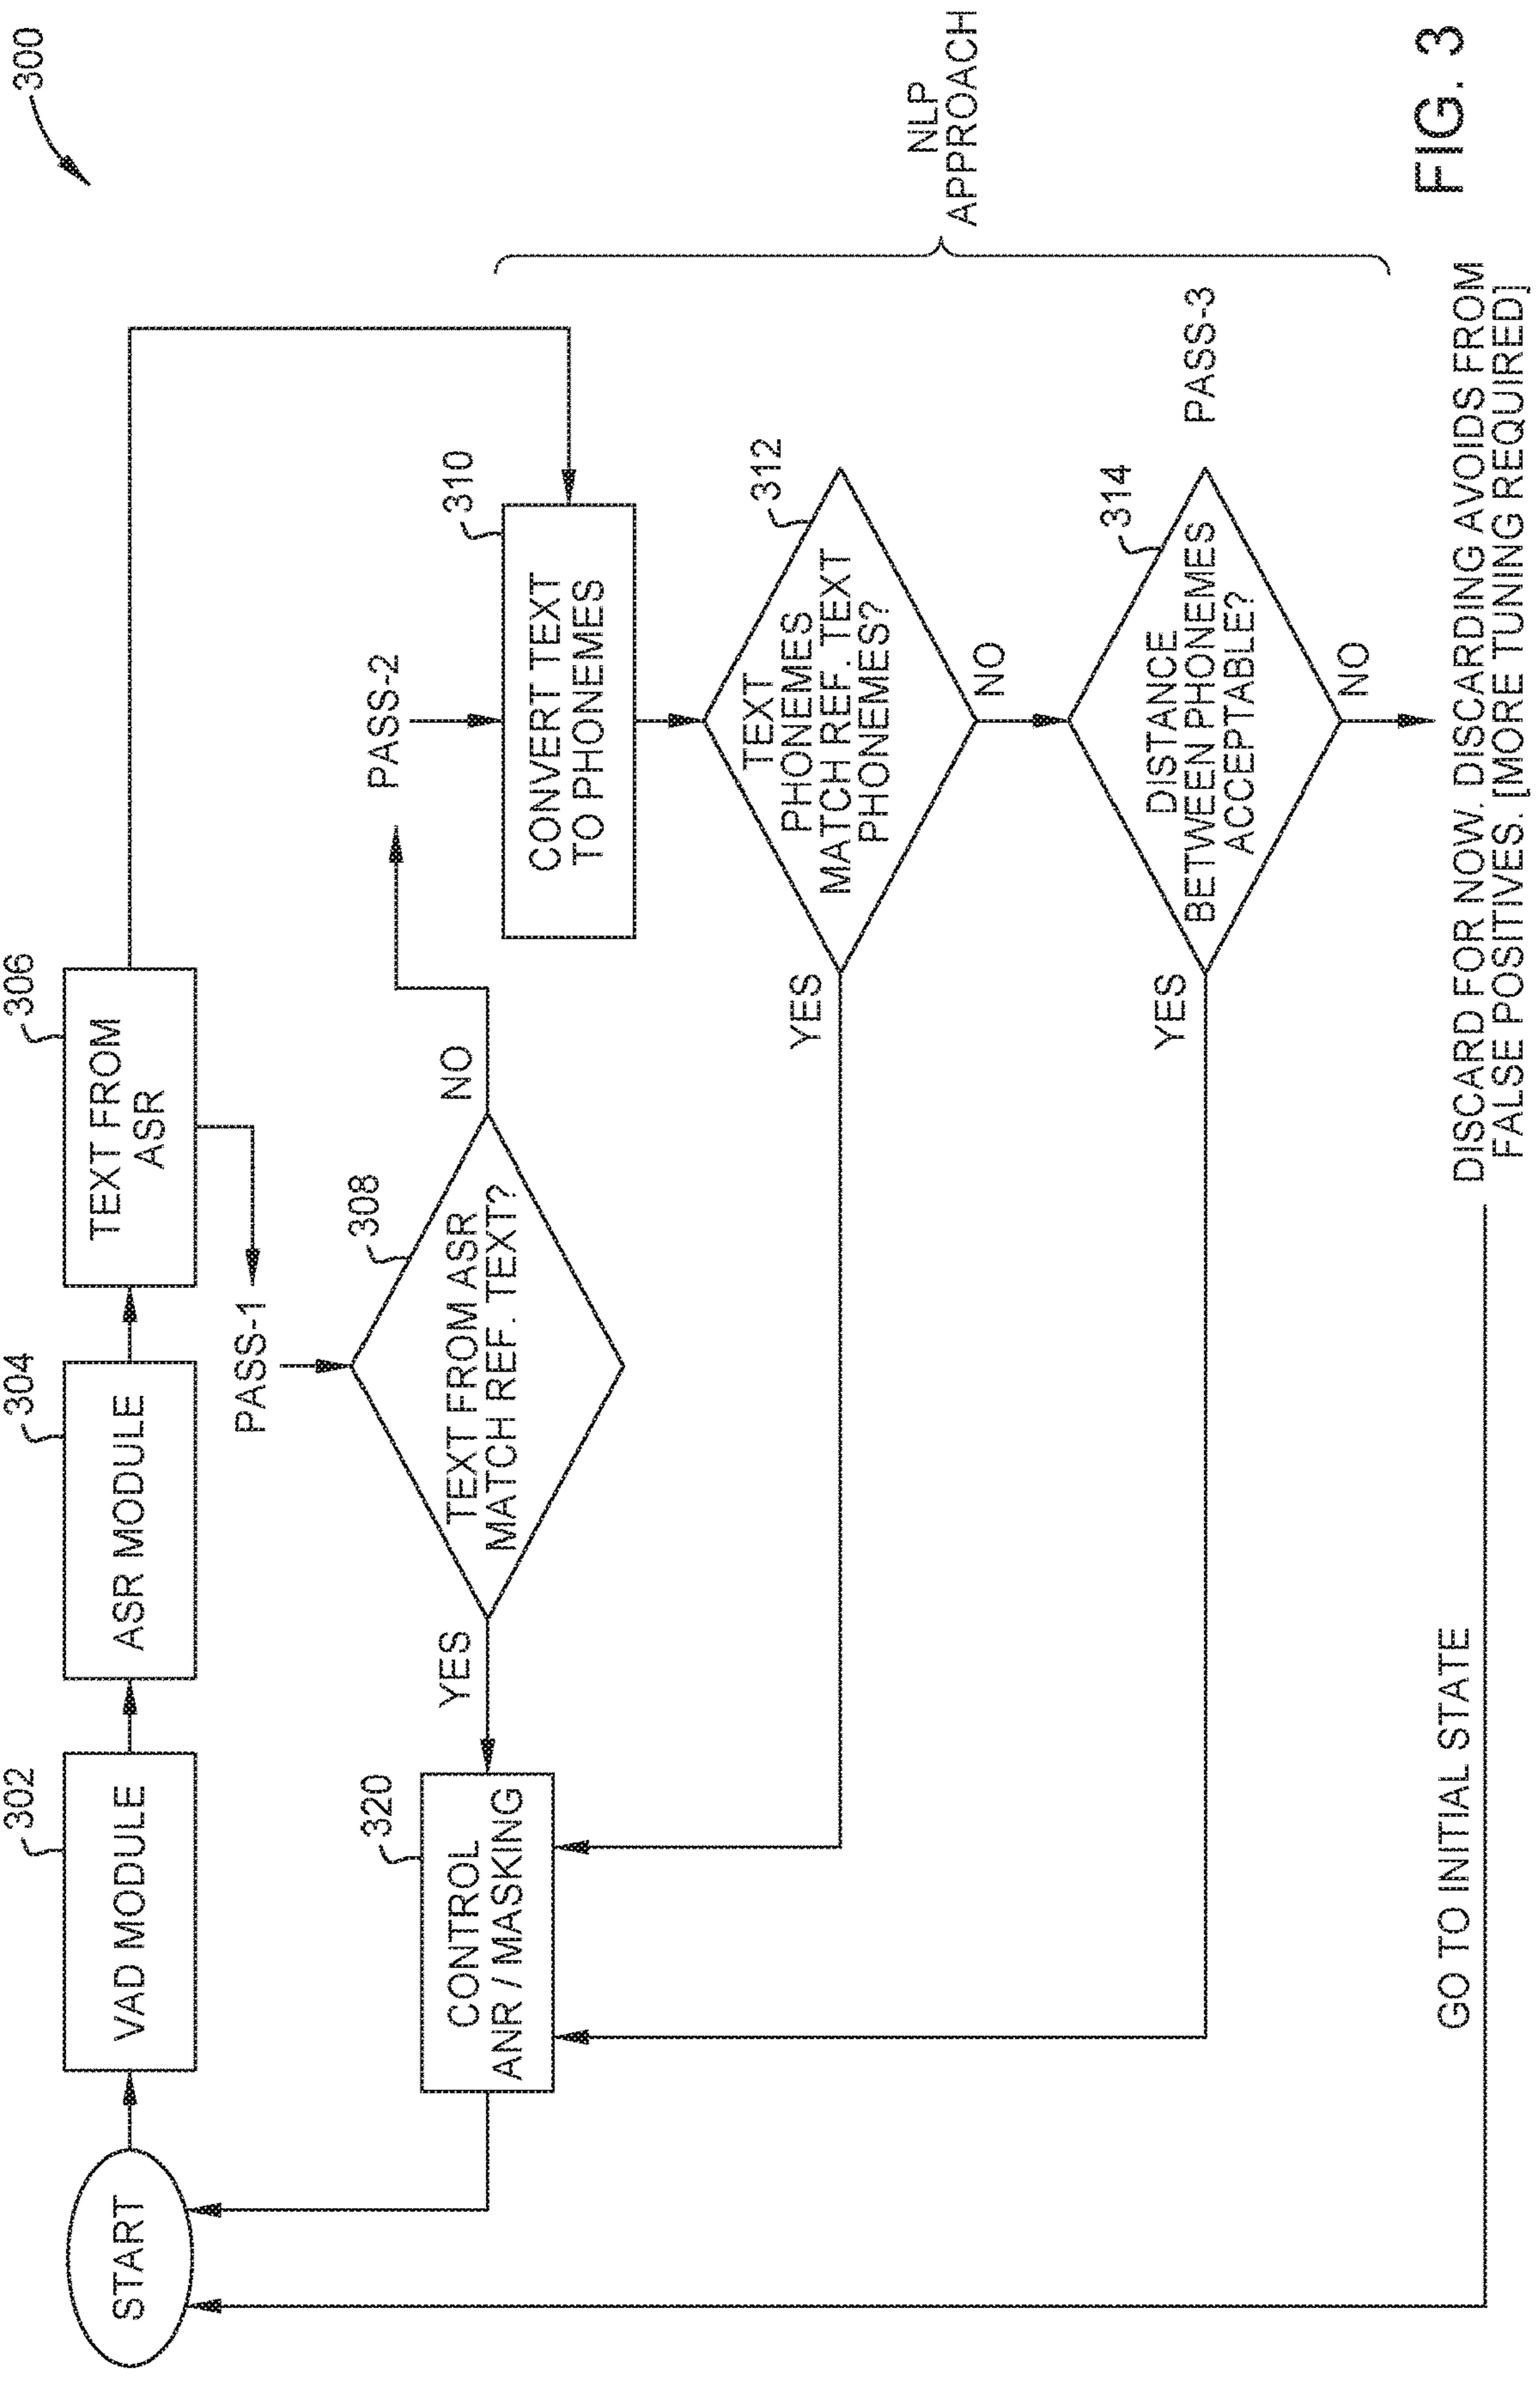 300
302
304
306
START
VAD MODULE
ASR MODULE
TEXT FROM
ASR
PASS-1
PASS-2
320
308
310
CONTROL
ANR / MASKING
YES
TEXT FROM ASR
MATCH REF. TEXT?
NO
CONVERT TEXT
TO PHONEMES
312
TEXT
PHONEMES
MATCH REF. TEXT
PHONEMES?
YES
NO
NLP
APPROACH
314
DISTANCE
BETWEEN PHONEMES
ACCEPTABLE?
PASS-3
YES
NO
GO TO INITIAL STATE
DISCARD FOR NOW. DISCARDING AVOIDS FROM
FALSE POSITIVES. [MORE TUNING REQUIRED]
FIG. 3